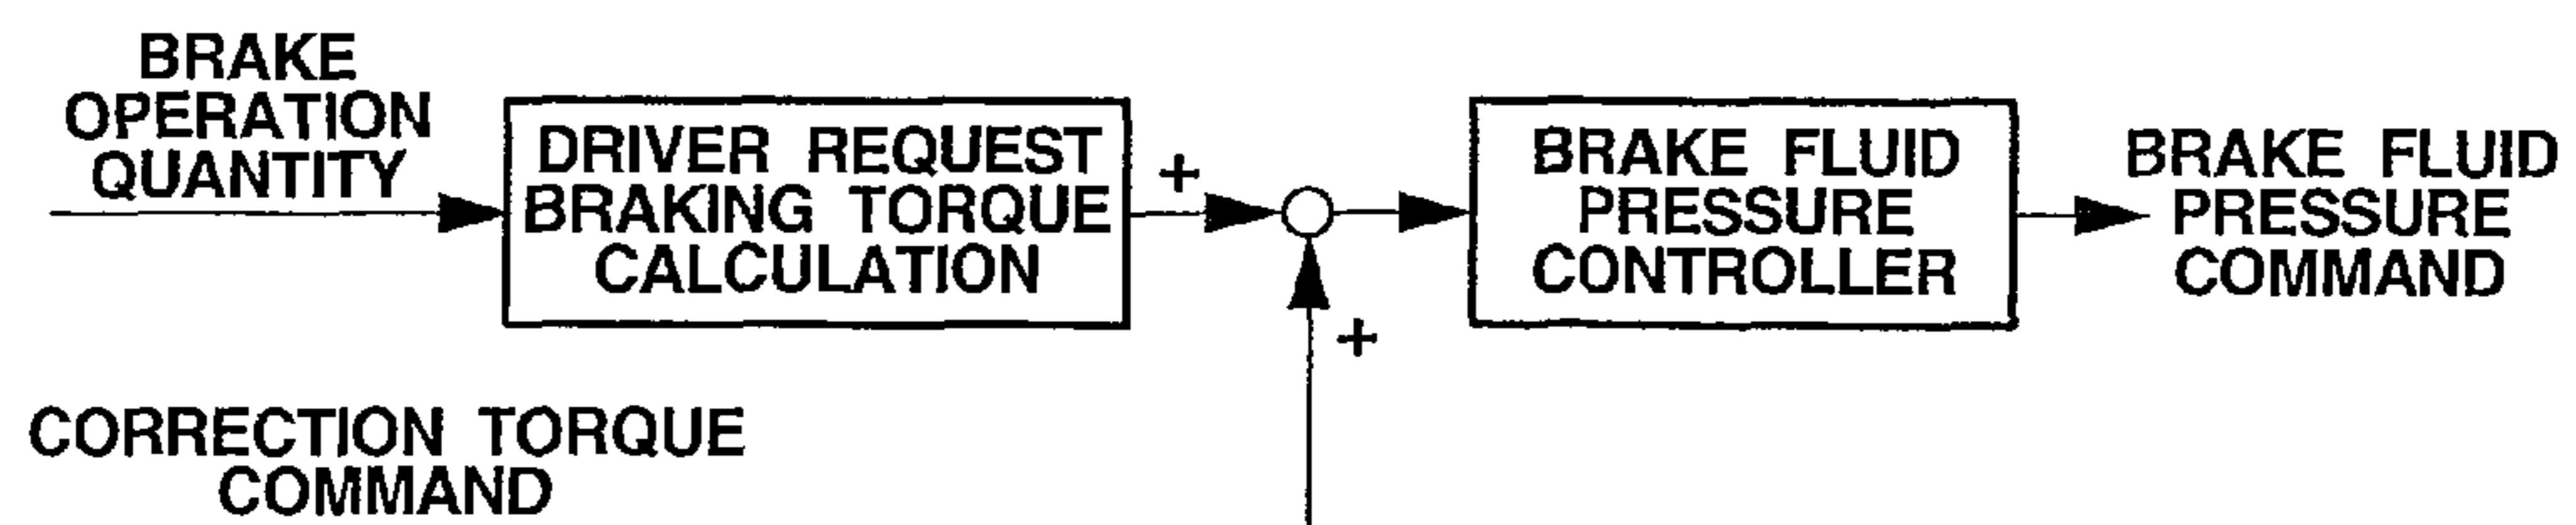 BRAKE
OPERATION
QUANTITY
DRIVER REQUEST
BRAKING TORQUE
CALCULATION
+
+
BRAKE FLUID
PRESSURE
CONTROLLER
BRAKE FLUID
PRESSURE
COMMAND
CORRECTION TORQUE
COMMAND